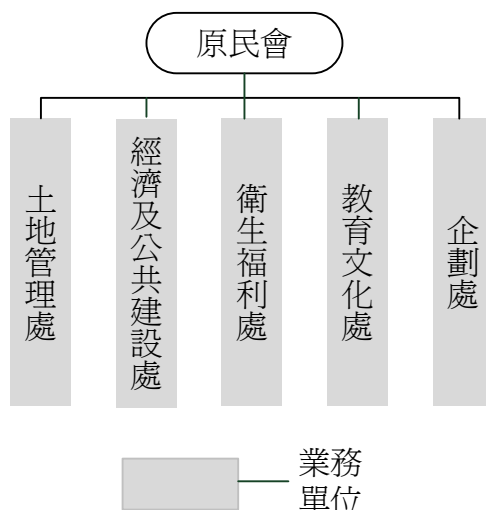 原民會
土地管理處
經濟及公共建設處
衛生福利處
教育文化處
企劃處
業務
單位